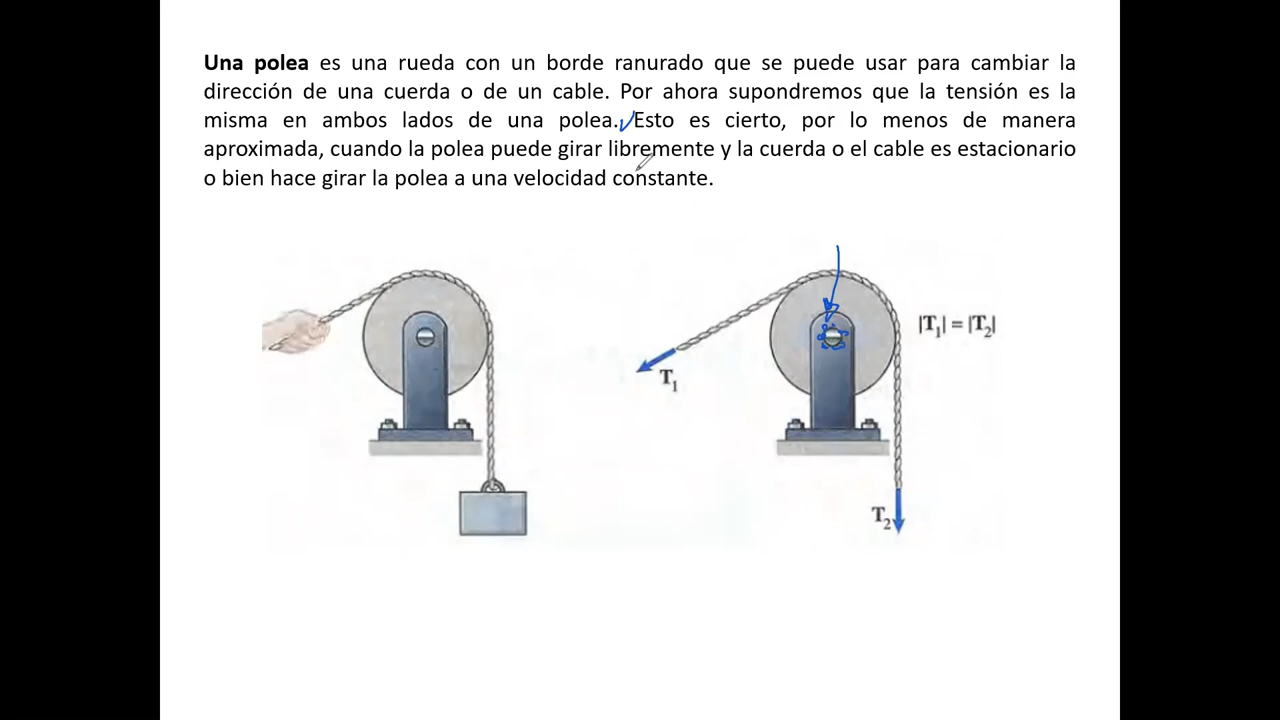 Una polea es una rueda con un borde ranurado que se puede usar para cambiar la
dirección de una cuerda o de un cable. Por ahora supondremos que la tensión es la
misma en ambos lados de una polea. Esto es cierto, por lo menos de manera
aproximada, cuando la polea puede girar libremente y la cuerda o el cable es estacionario
o bien hace girar la polea a una velocidad constante.
|T₁| = |T₂|
T₁
T₂